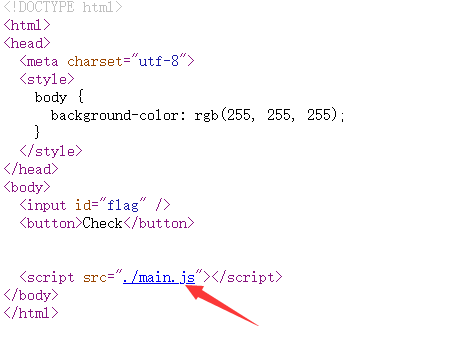 <!DOCTYPE html>
<html>
<head>
<meta charset="utf-8">
<style>
body {
background-color: rgb(255, 255, 255);
}
</style>
</head>
<body>
<input id="flag" />
<button>Check</button>
<script src="./main.js"></script>
</body>
</html>